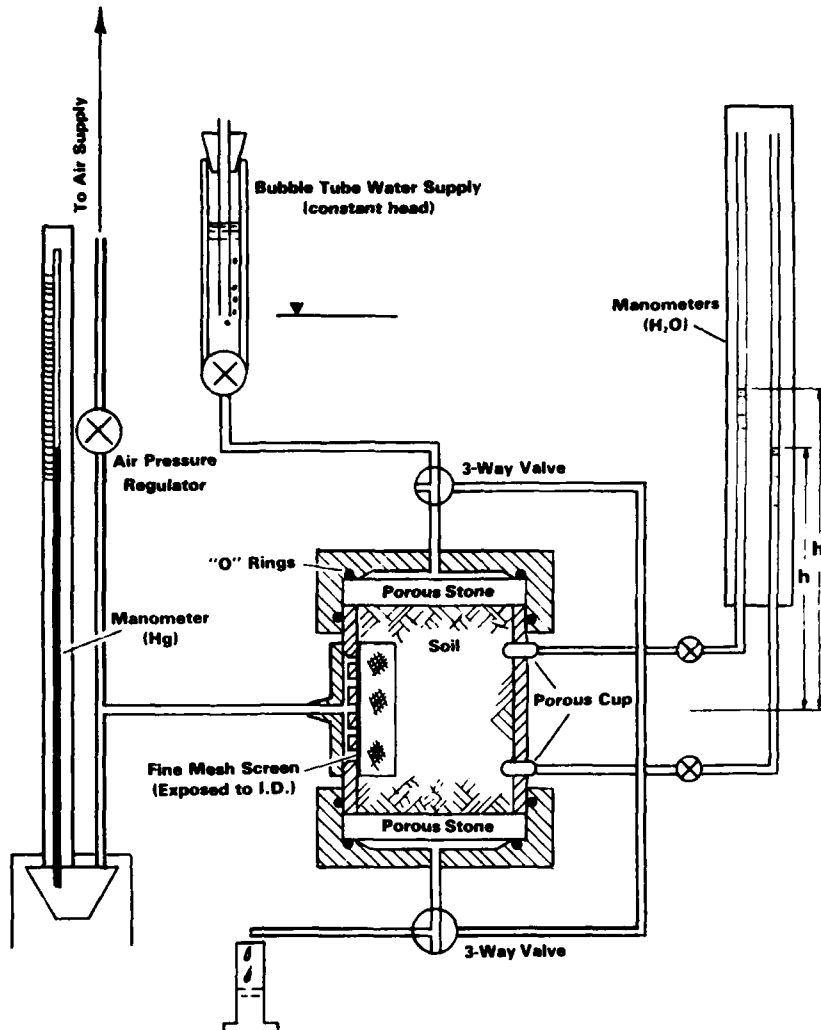 To Air Supply
Bubble Tube Water Supply
(constant head)
Manometers
(H,O)
Air Pressure
Regulator
3-Way Valve
"O" Rings
Porous Stone
h
h
Manometer
(Hg)
Soil
Porous Cup
Fine Mesh Screen
(Exposed to I.D.)
Porous Stone
3-Way Valve